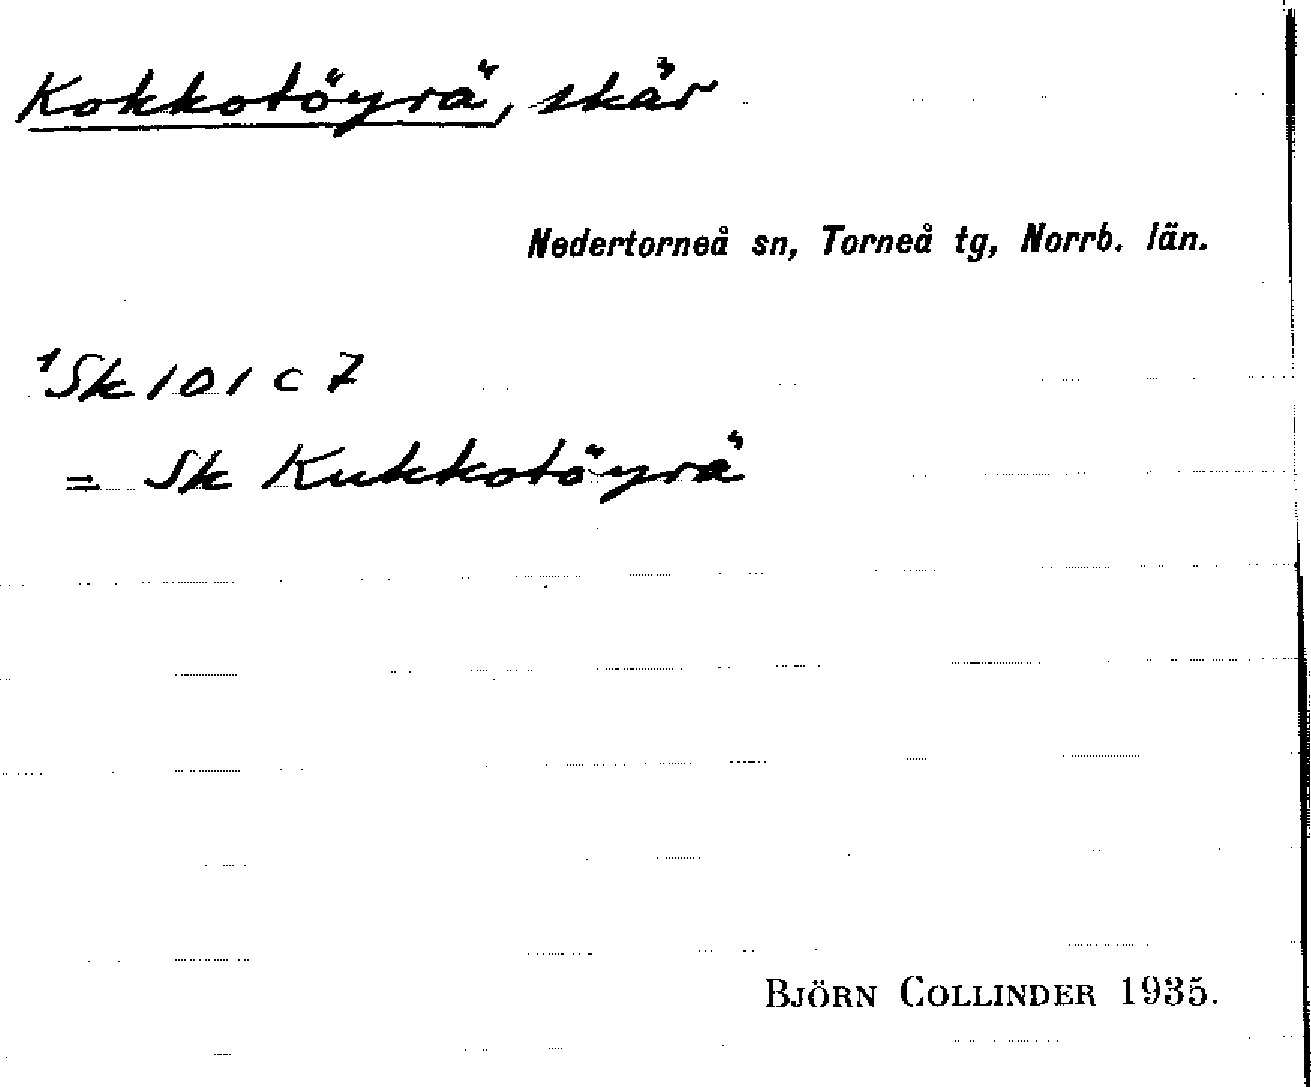 Kokkotöyrä, skär
Nedertorneå sn, Torneå tg, Norrb. län.
¹Sk 101 c 7
= Sk Kukkotöyrä
BJÖRN COLLINDER 1935.